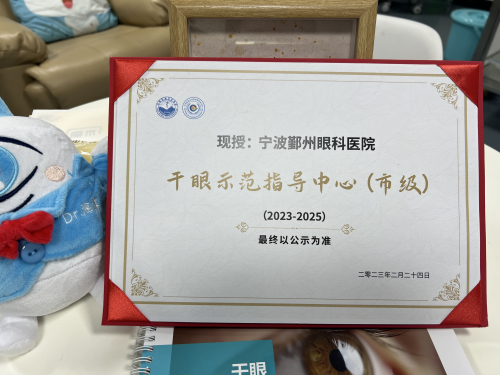 现授：宁波鄞州眼科医院
干眼示范指导中心（市级）
（2023-2025）
最终以公示为准
二零二三年二月二十四日
Dr.
干眼